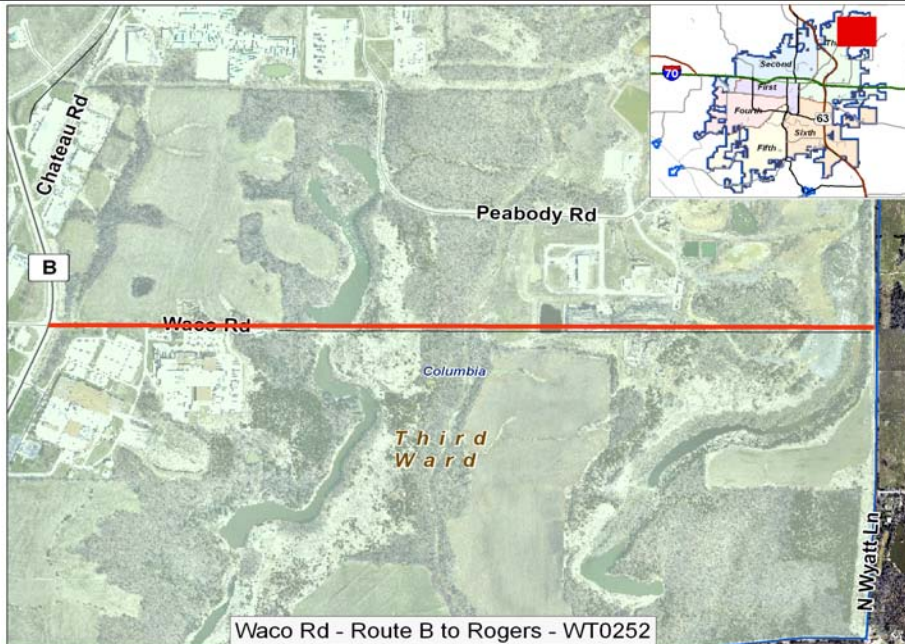 Chateau Rd
B
Waco Rd
Peabody Rd
Columbia
Third
Ward
N Wyatt Ln
Waco Rd - Route B to Rogers - WT0252
70
Second
First
Fourth
63
Sixth
Fifth